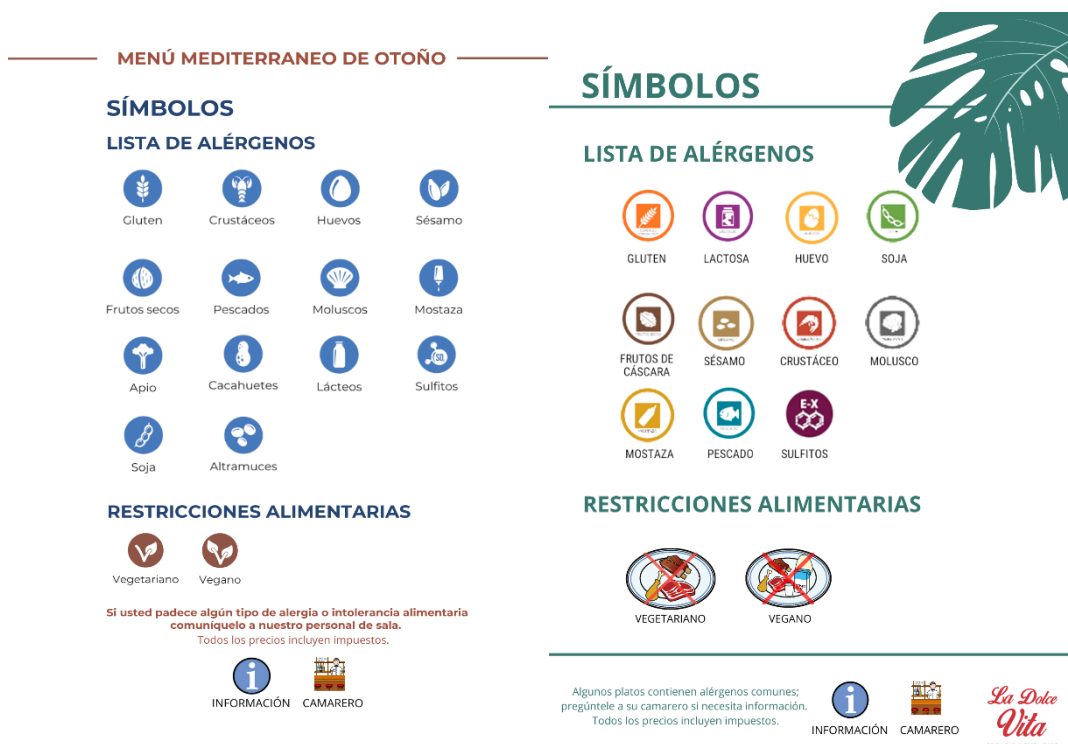 MENÚ MEDITERRANEO DE OTOÑO
SÍMBOLOS
LISTA DE ALÉRGENOS
Gluten
Crustáceos
Huevos
Sésamo
Frutos secos
Pescados
Moluscos
Mostaza
Apio
Cacahuetes
Lácteos
SO₂
Sulfitos
Soja
Altramuces
RESTRICCIONES ALIMENTARIAS
Vegetariano
Vegano
Si usted padece algún tipo de alergia o intolerancia alimentaria
comuníquelo a nuestro personal de sala.
Todos los precios incluyen impuestos.
INFORMACIÓN
CAMARERO
SÍMBOLOS
LISTA DE ALÉRGENOS
GLUTEN
LACTOSA
HUEVO
SOJA
FRUTOS DE
CÁSCARA
SÉSAMO
CRUSTÁCEO
MOLUSCO
MOSTAZA
PESCADO
E-X
SULFITOS
RESTRICCIONES ALIMENTARIAS
VEGETARIANO
VEGANO
Algunos platos contienen alérgenos comunes;
pregúntele a su camarero si necesita información.
Todos los precios incluyen impuestos.
INFORMACIÓN
CAMARERO
La Dolce
Vita